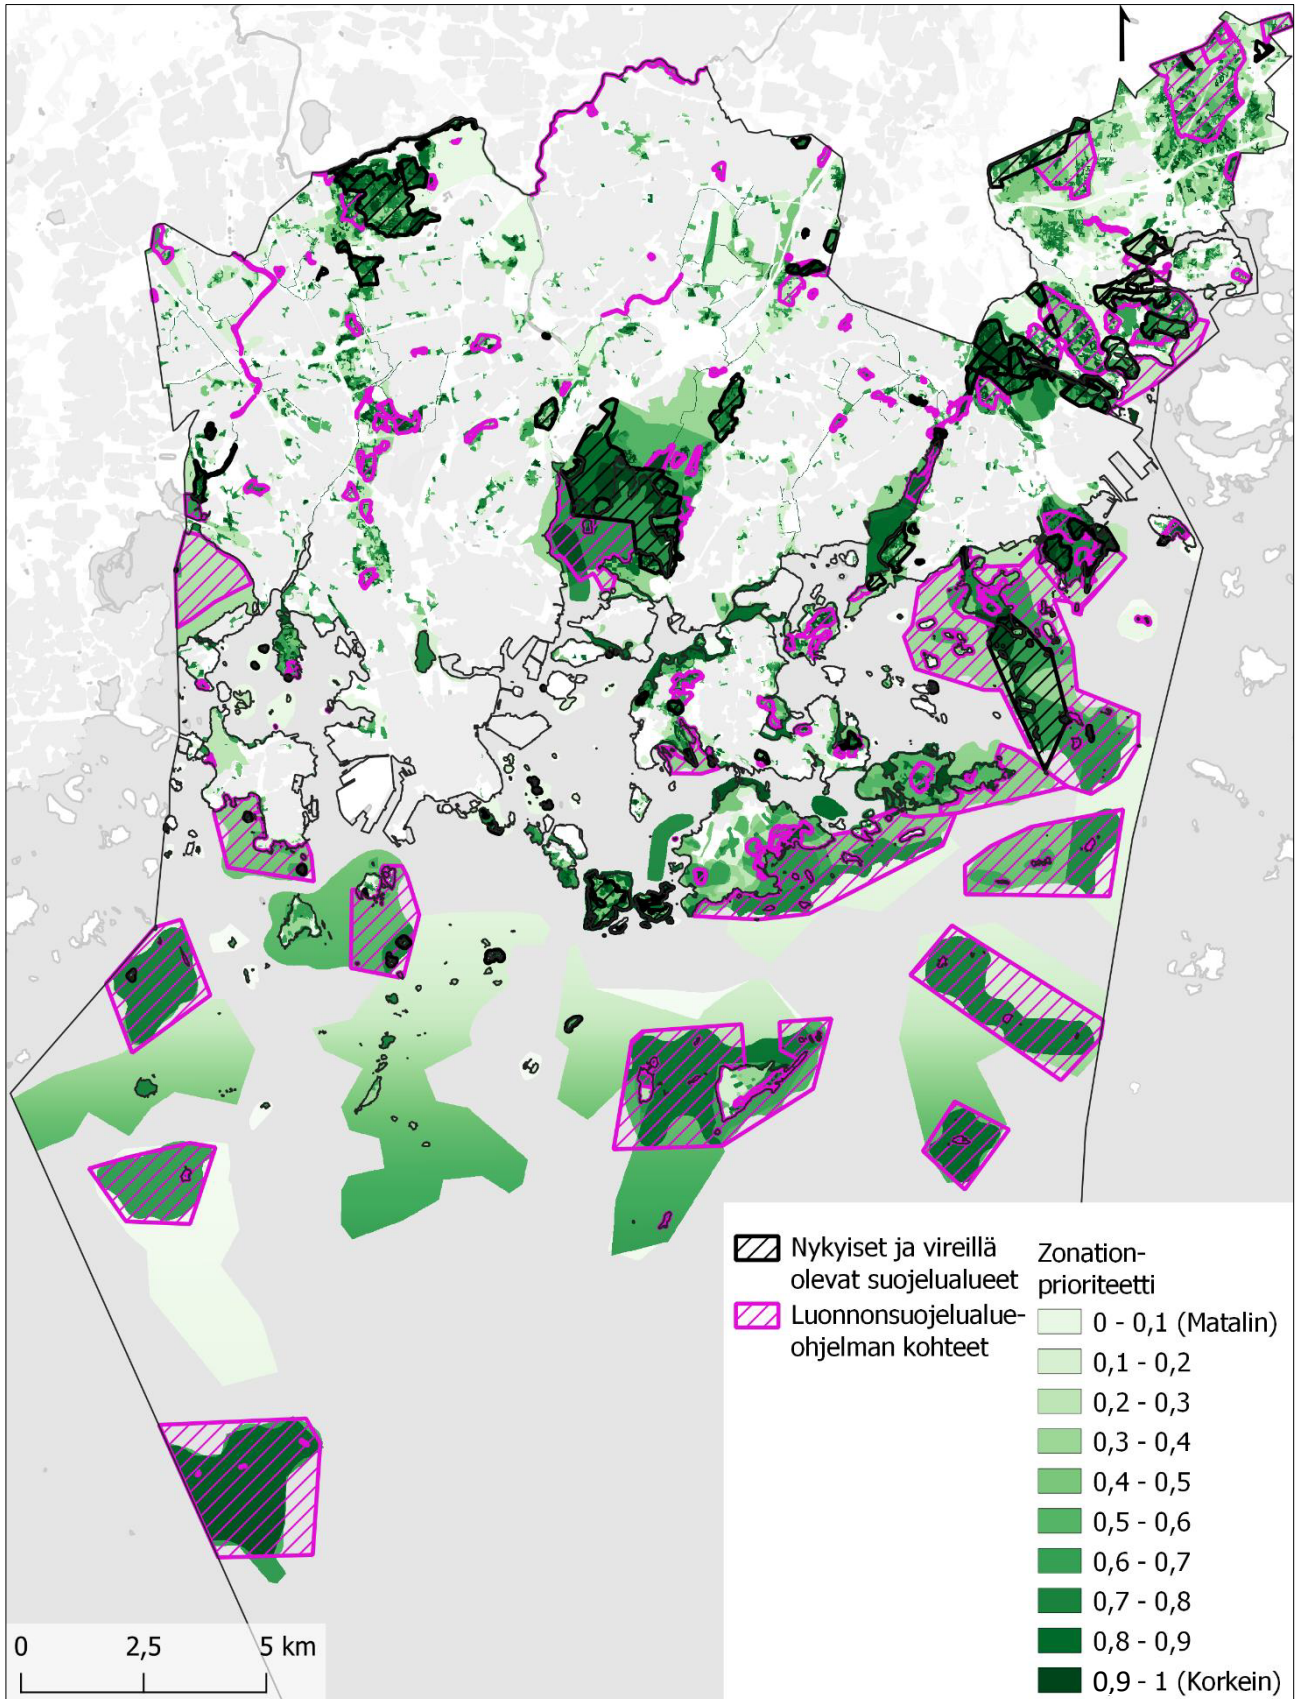 Nykyiset ja vireillä
olevat suojelualueet
Luonnonsuojelualue-
ohjelman kohteet
Zonation-
prioriteetti
0 - 0,1 (Matalin)
0,1 - 0,2
0,2 - 0,3
0,3 - 0,4
0,4 - 0,5
0,5 - 0,6
0,6 - 0,7
0,7 - 0,8
0,8 - 0,9
0,9 - 1 (Korkein)
0 2,5 5 km